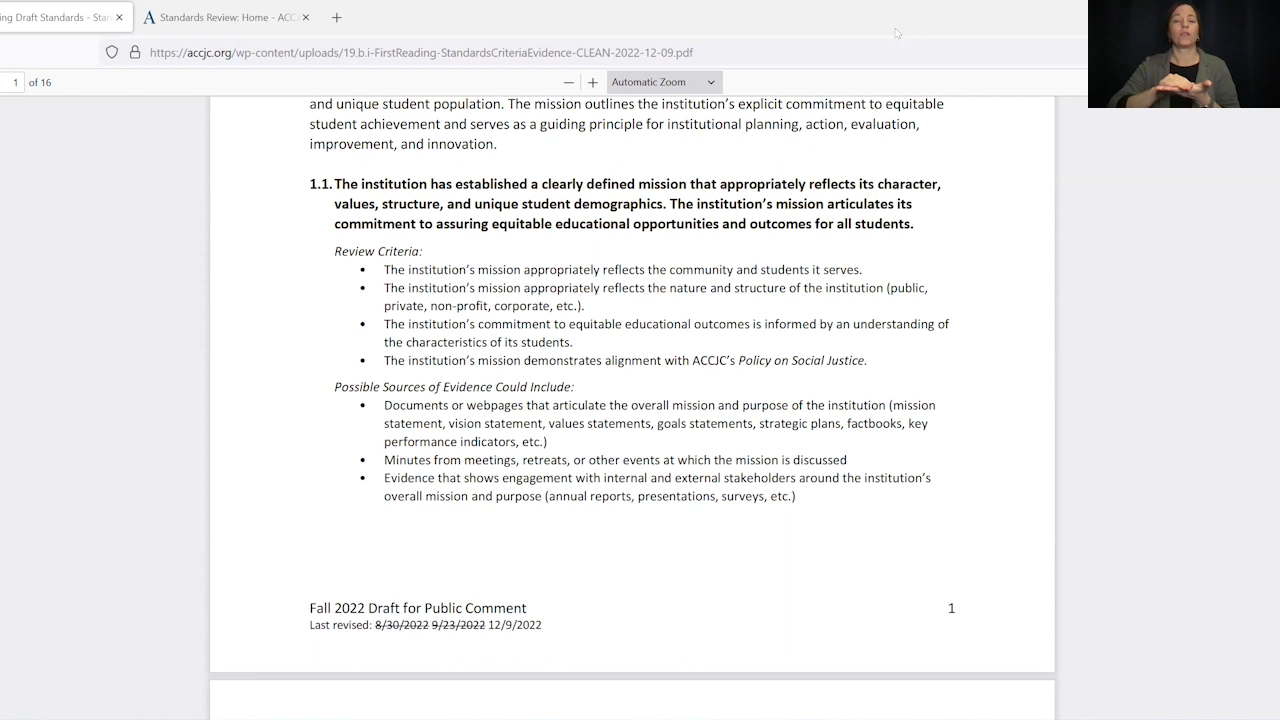 ing Draft Standards - Sta
Standards Review: Home - ACC
https://accjc.org/wp-content/uploads/19.b.i-FirstReading-StandardsCriteriaEvidence-CLEAN-2022-12-09.pdf
1 of 16
Automatic Zoom
and unique student population. The mission outlines the institution's explicit commitment to equitable
student achievement and serves as a guiding principle for institutional planning, action, evaluation,
improvement, and innovation.
1.1. The institution has established a clearly defined mission that appropriately reflects its character,
values, structure, and unique student demographics. The institution's mission articulates its
commitment to assuring equitable educational opportunities and outcomes for all students.
Review Criteria:
• The institution's mission appropriately reflects the community and students it serves.
• The institution's mission appropriately reflects the nature and structure of the institution (public,
private, non-profit, corporate, etc.).
• The institution's commitment to equitable educational outcomes is informed by an understanding of
the characteristics of its students.
• The institution's mission demonstrates alignment with ACCJC's Policy on Social Justice.
Possible Sources of Evidence Could Include:
• Documents or webpages that articulate the overall mission and purpose of the institution (mission
statement, vision statement, values statements, goals statements, strategic plans, factbooks, key
performance indicators, etc.)
• Minutes from meetings, retreats, or other events at which the mission is discussed
• Evidence that shows engagement with internal and external stakeholders around the institution's
overall mission and purpose (annual reports, presentations, surveys, etc.)
Fall 2022 Draft for Public Comment 1
Last revised: 8/30/2022 9/23/2022 12/9/2022